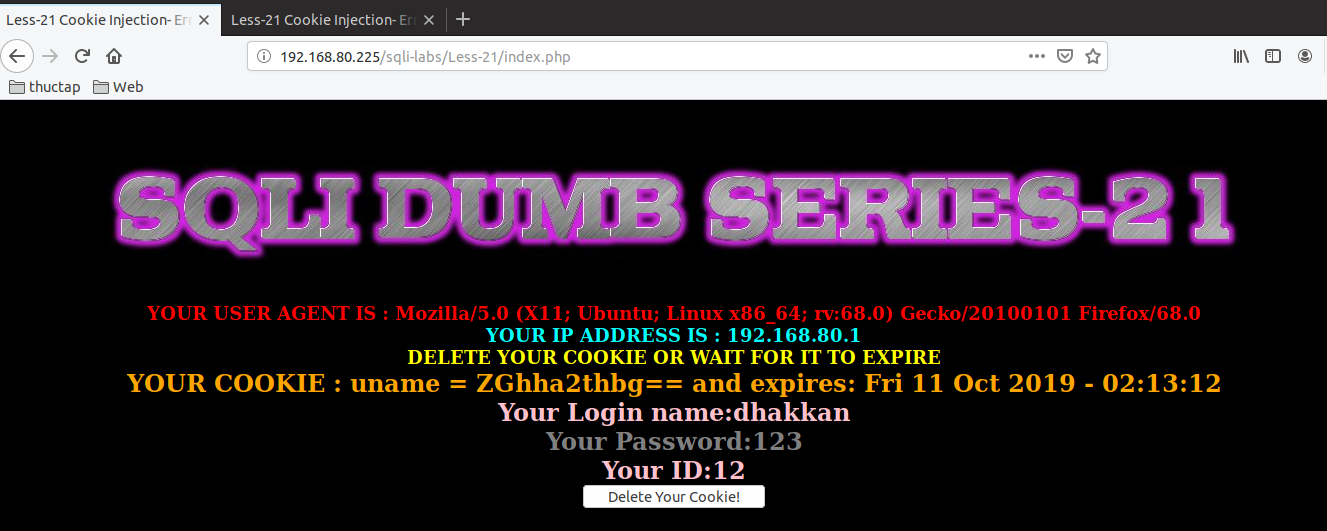 Less-21 Cookie Injection- Err
Less-21 Cookie Injection- Err
192.168.80.225/sqli-labs/Less-21/index.php
thuctap Web
SQLI DUMB SERIES-2 1
YOUR USER AGENT IS : Mozilla/5.0 (X11; Ubuntu; Linux x86_64; rv:68.0) Gecko/20100101 Firefox/68.0
YOUR IP ADDRESS IS : 192.168.80.1
DELETE YOUR COOKIE OR WAIT FOR IT TO EXPIRE
YOUR COOKIE : uname = ZGhha2thbg== and expires: Fri 11 Oct 2019 - 02:13:12
Your Login name:dhakkan
Your Password:123
Your ID:12
Delete Your Cookie!